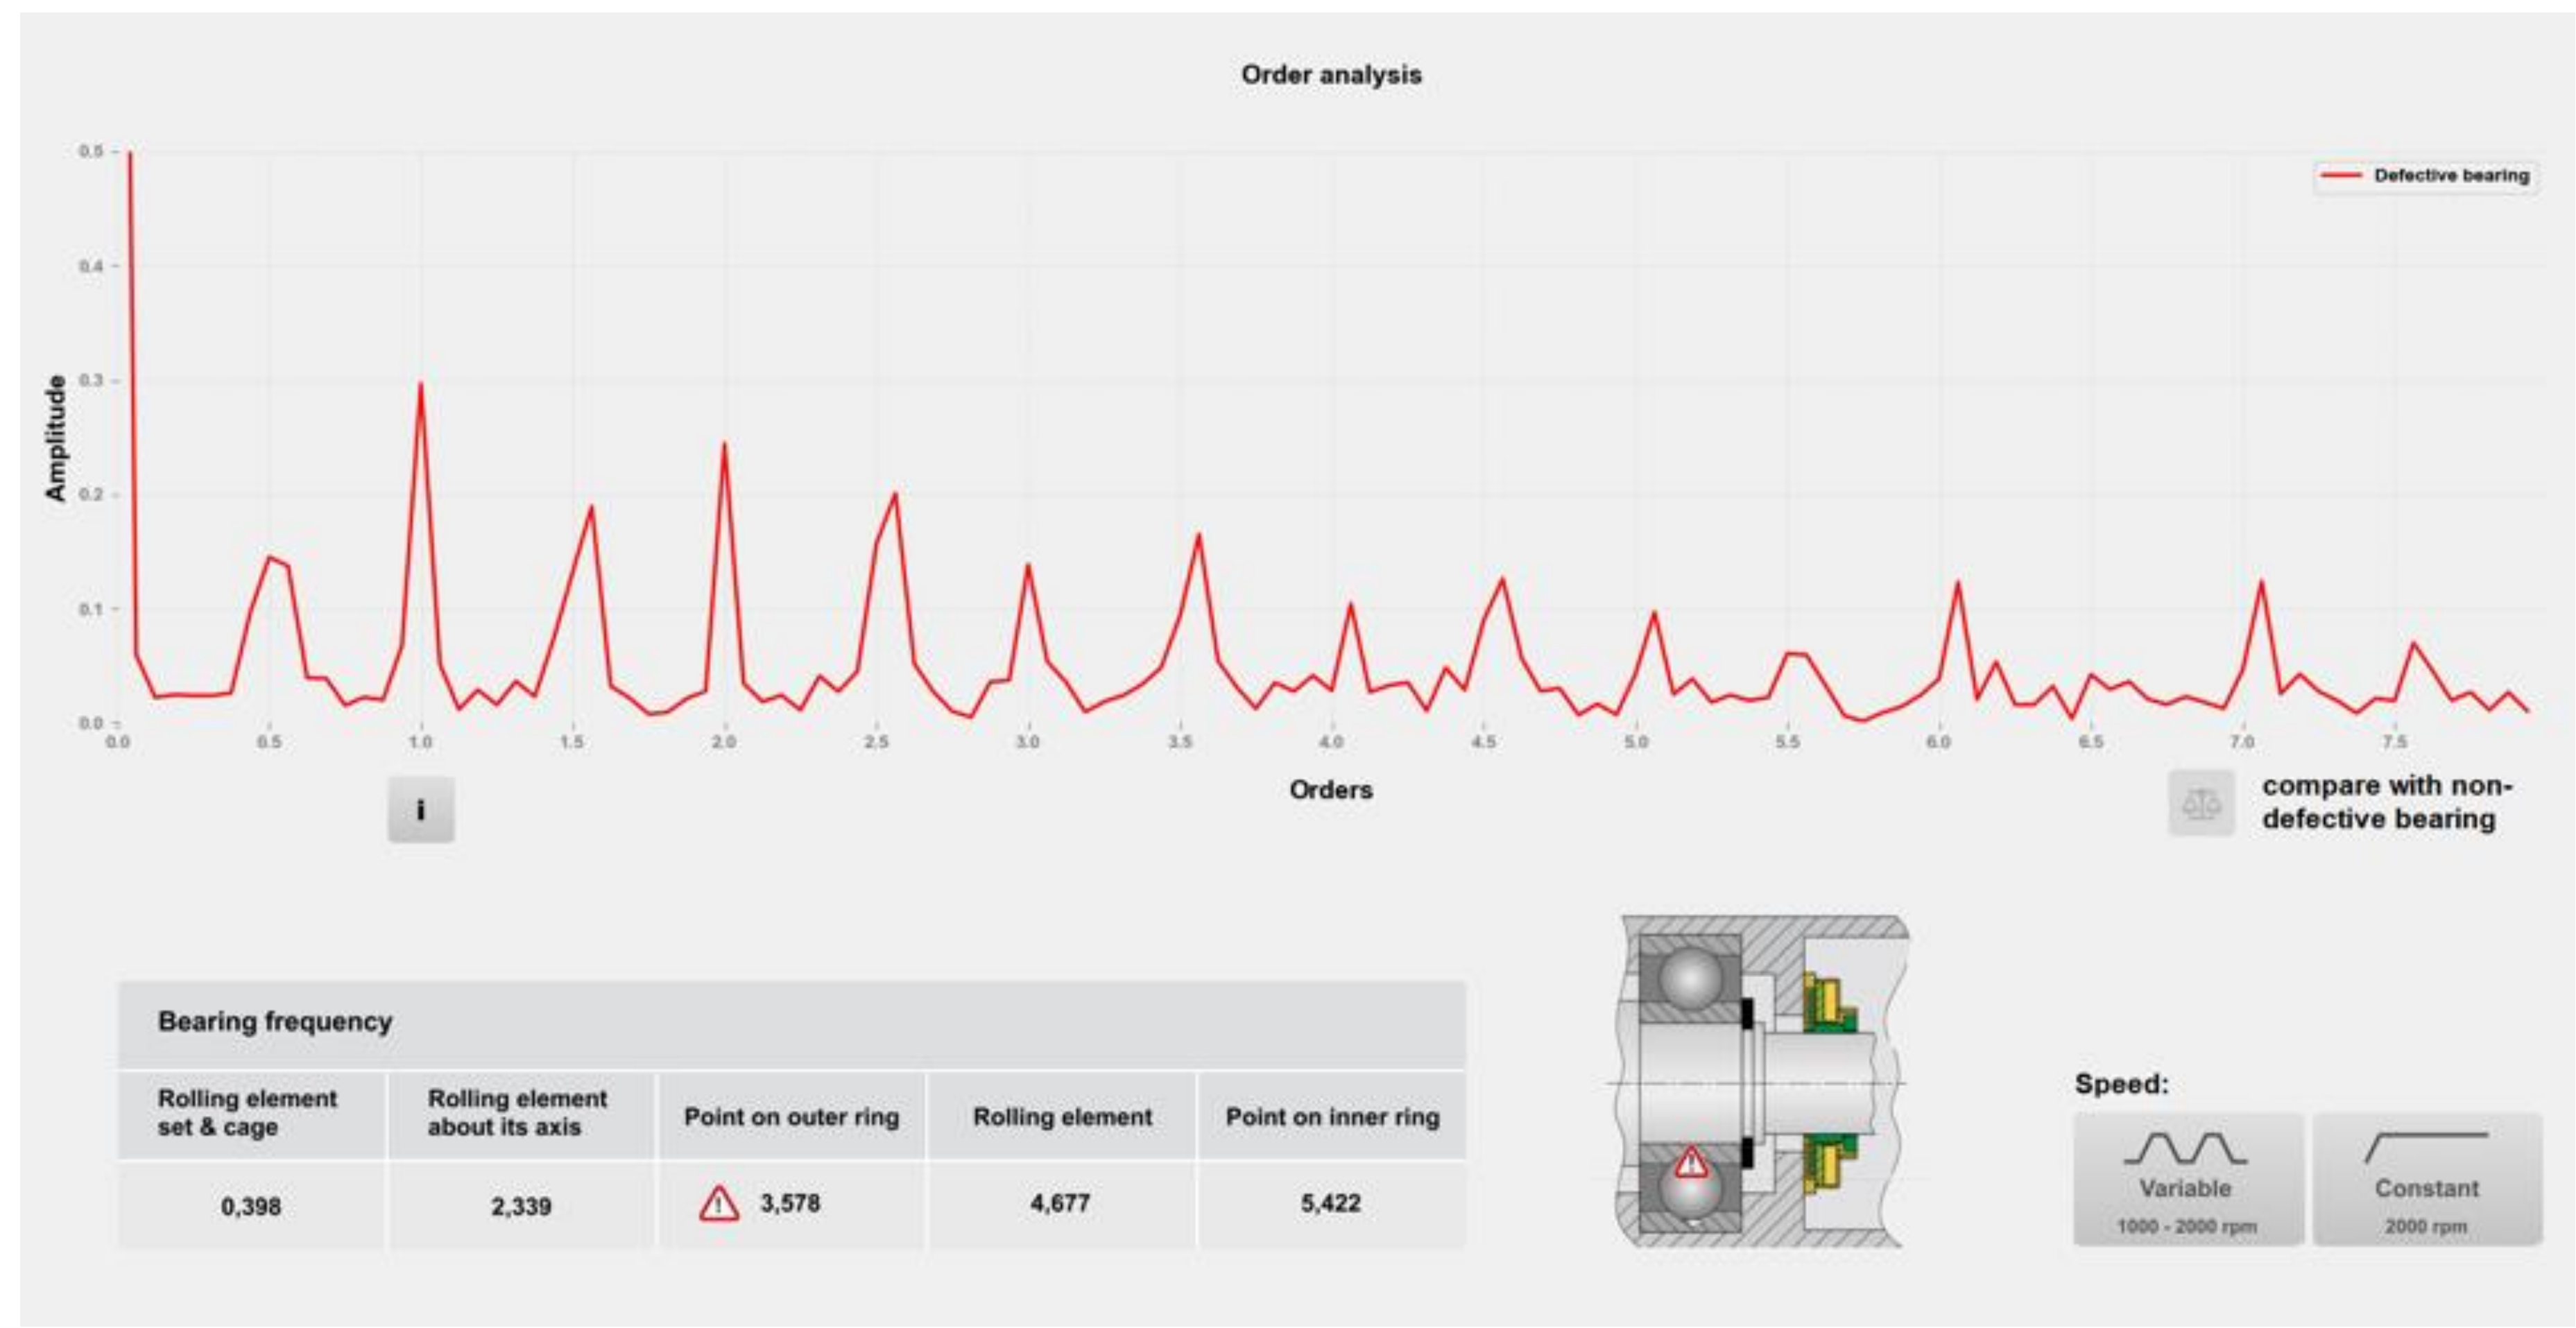 Order analysis
0.5
Defective bearing
0.4
0.3
Amplitude
0.2
0.1
0.0
0.0 0.5 1.0 1.5 2.0 2.5 3.0 3.5 4.0 4.5 5.0 5.5 6.0 6.5 7.0 7.5
Orders
i
compare with non-
defective bearing
Bearing frequency
Rolling element
set & cage
Rolling element
about its axis
Point on outer ring
Rolling element
Point on inner ring
0,398
2,339
! 3,578
4,677
5,422
!
Speed:
Variable
1000 - 2000 rpm
Constant
2000 rpm